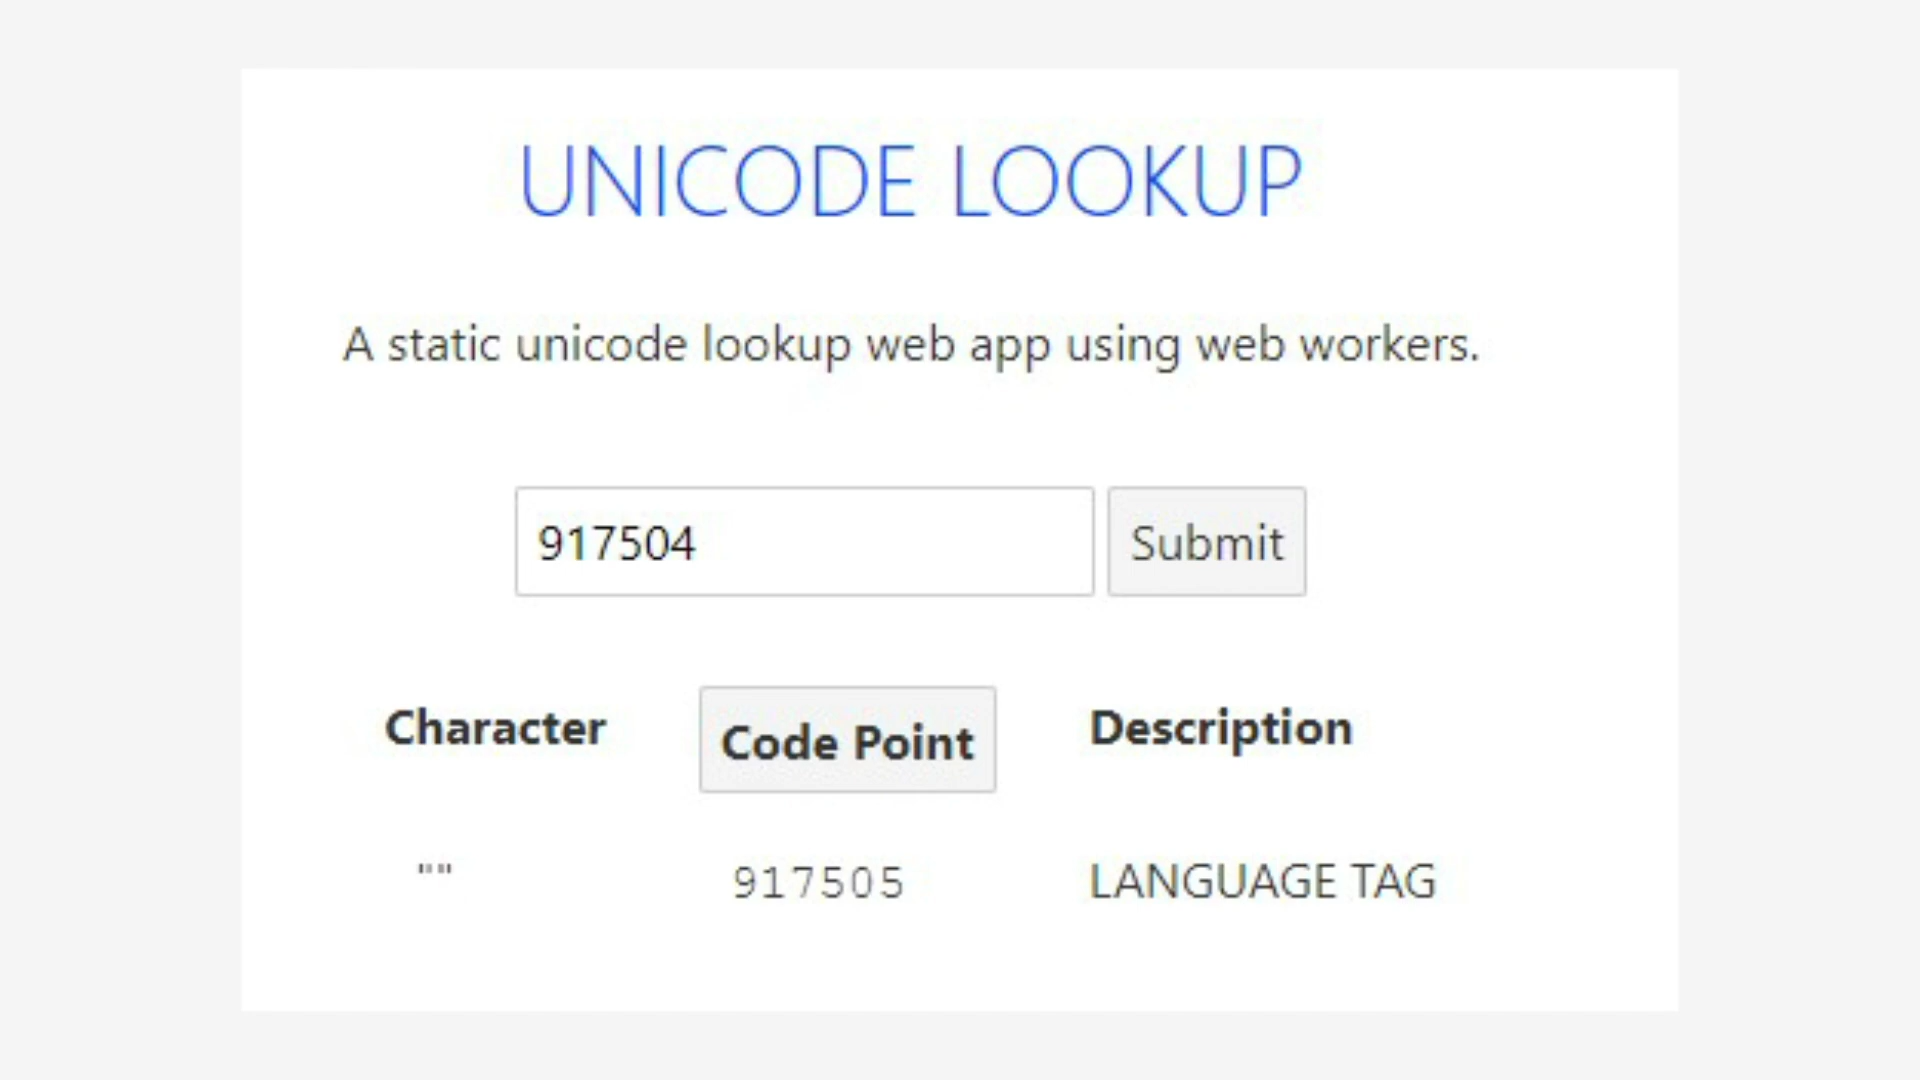 UNICODE LOOKUP
A static unicode lookup web app using web workers.
917504 Submit
Character Code Point Description
"" 917505 LANGUAGE TAG